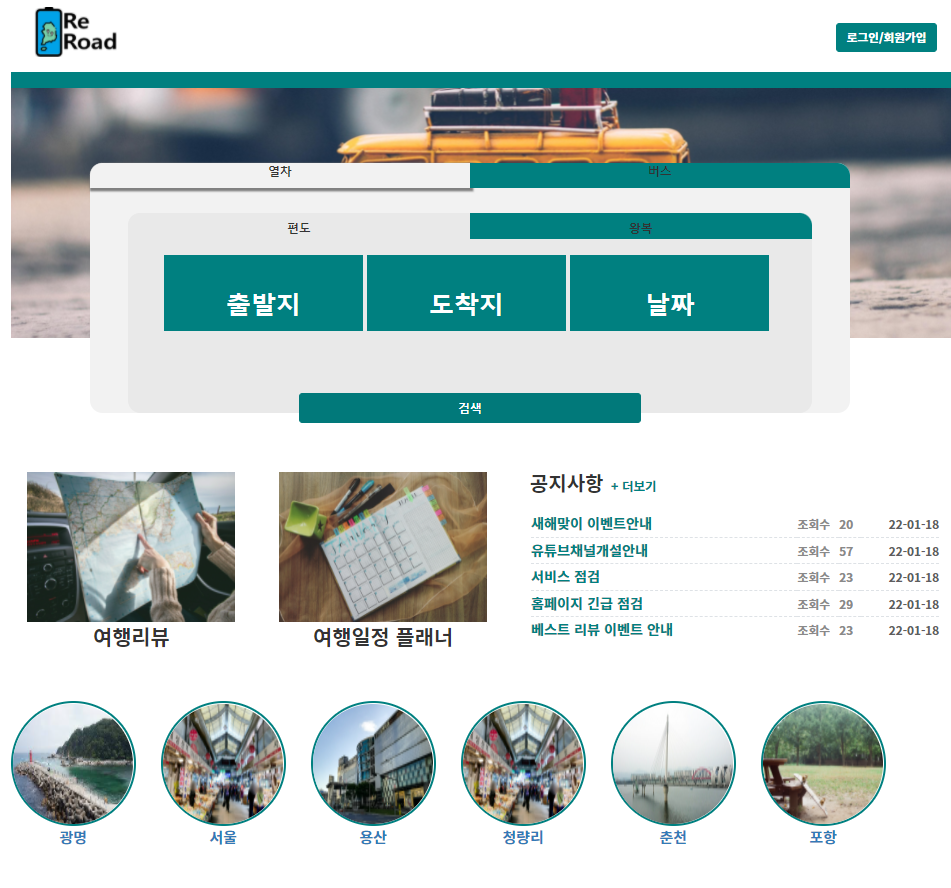 Re
Road
로그인/회원가입
열차 버스
편도 왕복
출발지 도착지 날짜
검색
공지사항 + 더보기
새해맞이 이벤트안내 조회수 20 22-01-18
유튜브채널개설안내 조회수 57 22-01-18
서비스 점검 조회수 23 22-01-18
홈페이지 긴급 점검 조회수 29 22-01-18
베스트 리뷰 이벤트 안내 조회수 23 22-01-18
여행리뷰 여행일정 플래너
광명 서울 용산 청량리 춘천 포항